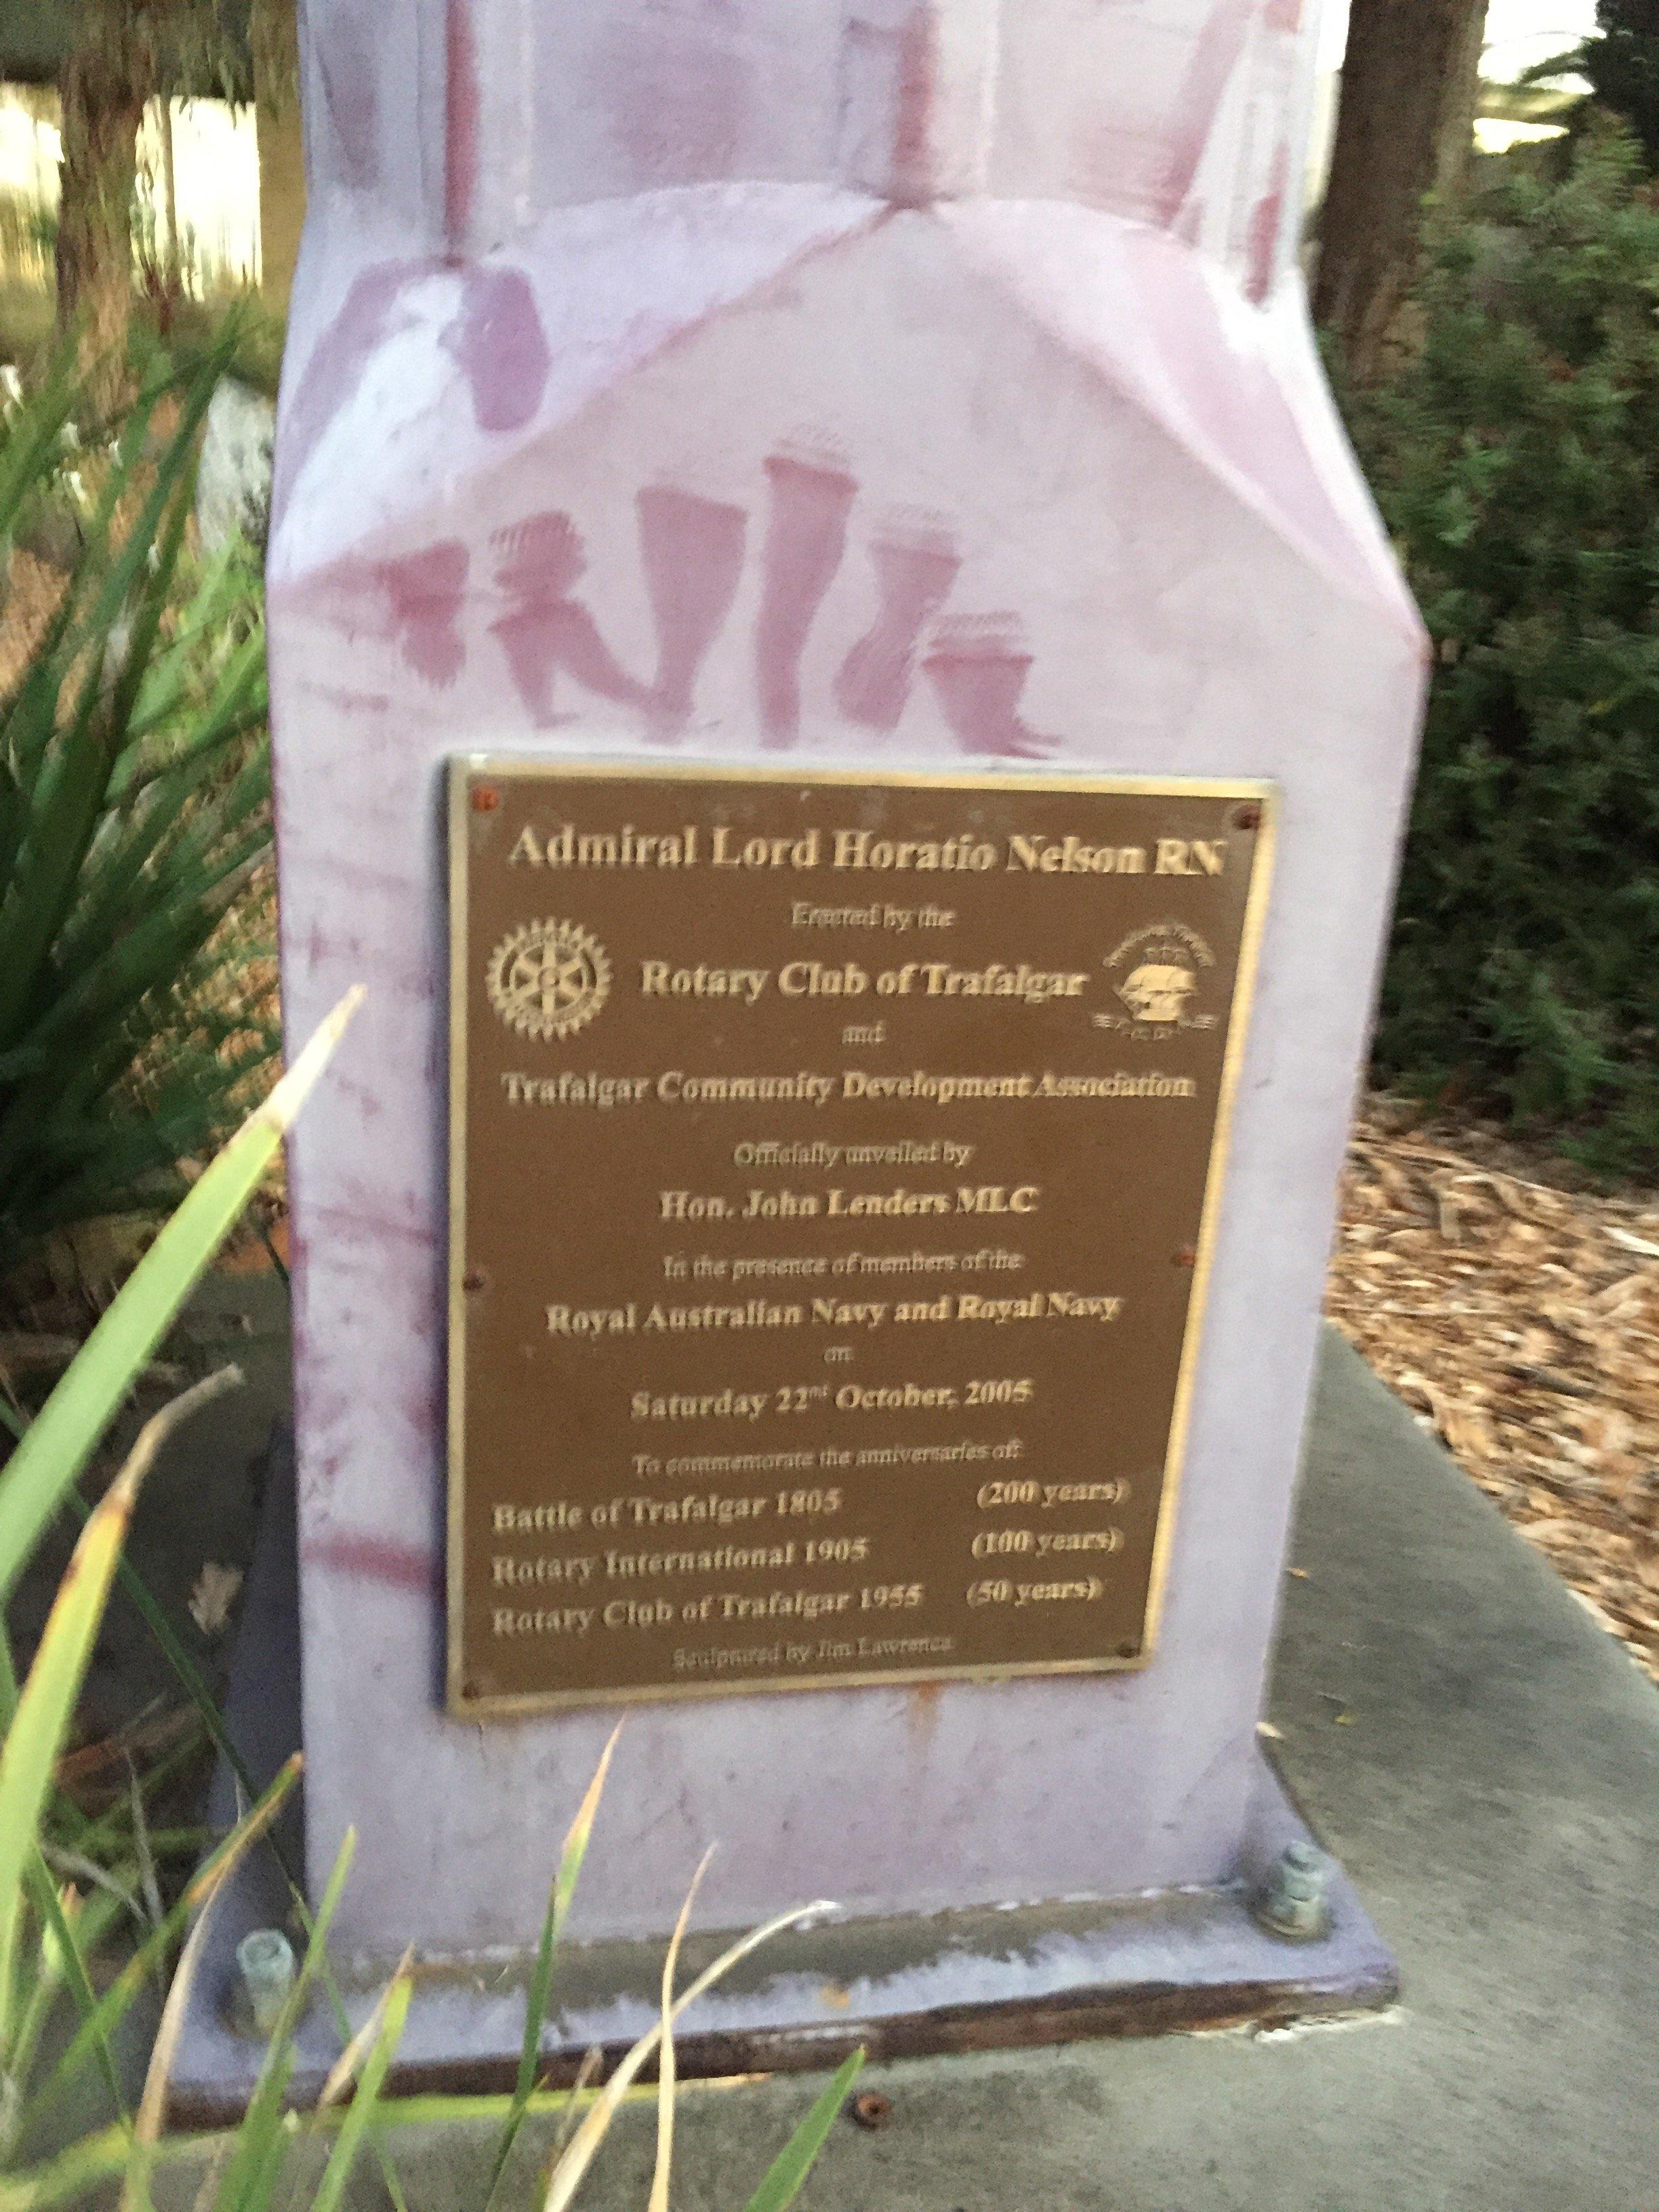 Admiral Lord Horatio Nelson RN
Erected by the
Rotary Club of Trafalgar
and
Trafalgar Community Development Association
Officially unveiled by
Hon. John Lenders MLC
In the presence of members of the
Royal Australian Navy and Royal Navy
on
Saturday 22nd October, 2005
To commemorate the anniversaries of:
Battle of Trafalgar 1805 (200 years)
Rotary International 1905 (100 years)
Rotary Club of Trafalgar 1955 (50 years)
Sculptured by Jim Lawrence